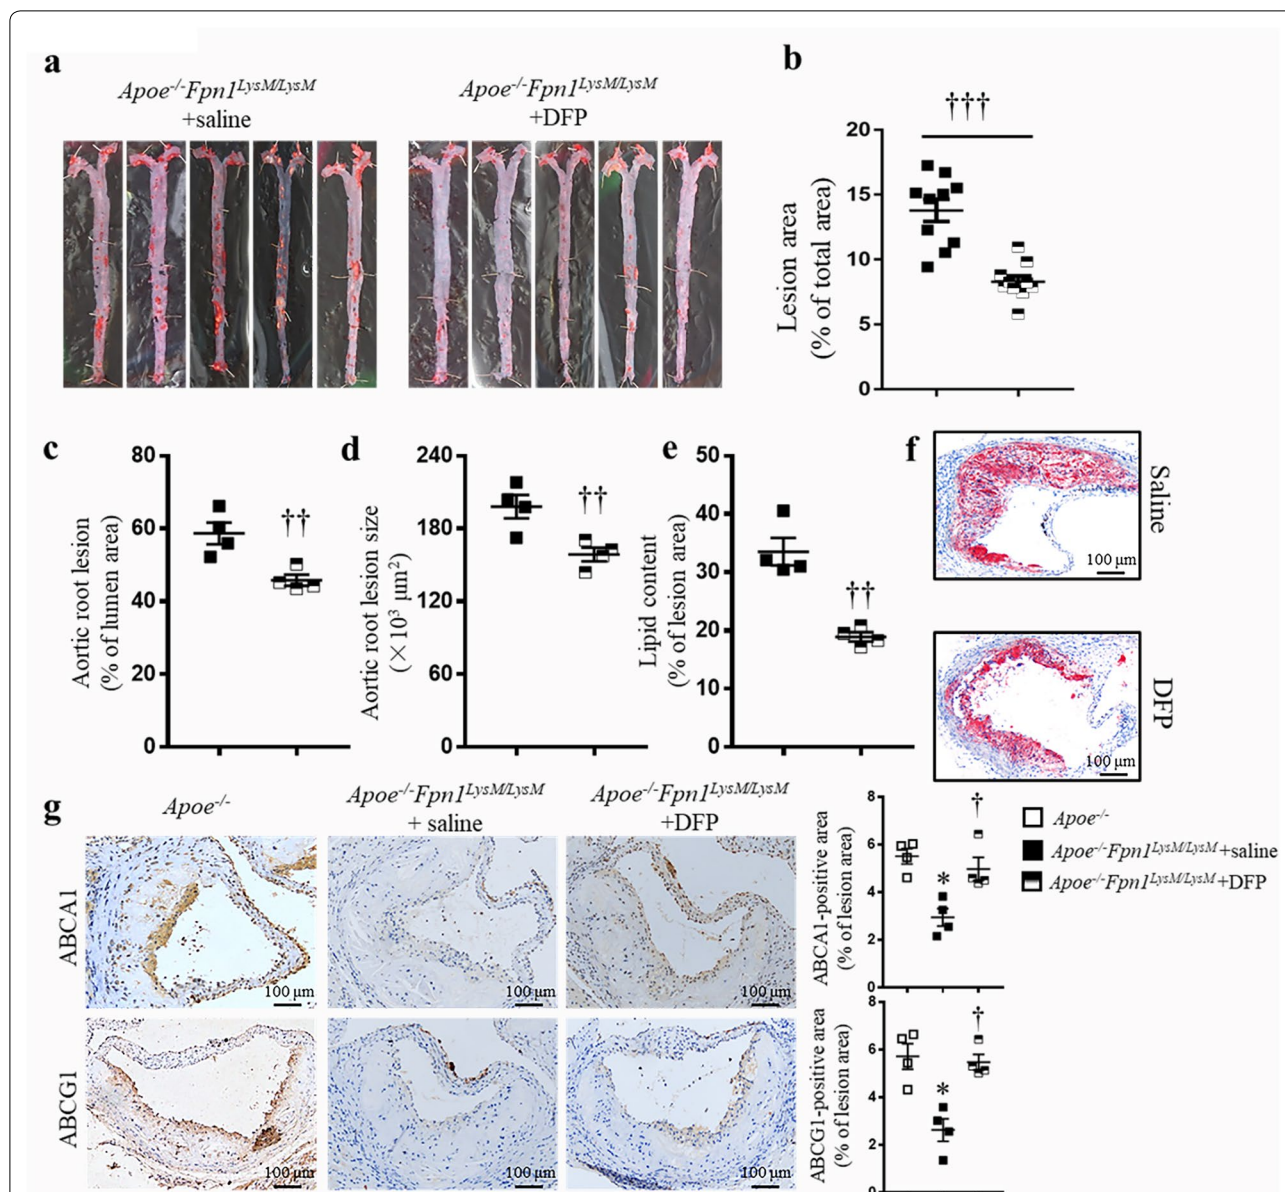 a
Apoe-/-Fpn1LysM/LysM
+saline
Apoe-/-Fpn1LysM/LysM
+DFP
b
†††
Lesion area
(% of total area)
20
15
10
5
0
c
Aortic root lesion
(% of lumen area)
80
60
40
20
0
††
d
Aortic root lesion size
(×10³ μm²)
240
180
120
60
0
††
e
Lipid content
(% of lesion area)
50
40
30
20
10
0
††
f
Saline
100 μm
DFP
100 μm
g
Apoe-/-
Apoe-/-Fpn1LysM/LysM
+ saline
Apoe-/-Fpn1LysM/LysM
+DFP
ABCA1
100 μm
100 μm
100 μm
ABCG1
100 μm
100 μm
100 μm
ABCA1-positive area
(% of lesion area)
8
6
4
2
0
*
†
ABCG1-positive area
(% of lesion area)
8
6
4
2
0
*
†
Apoe-/-
Apoe-/-Fpn1LysM/LysM+saline
Apoe-/-Fpn1LysM/LysM+DFP